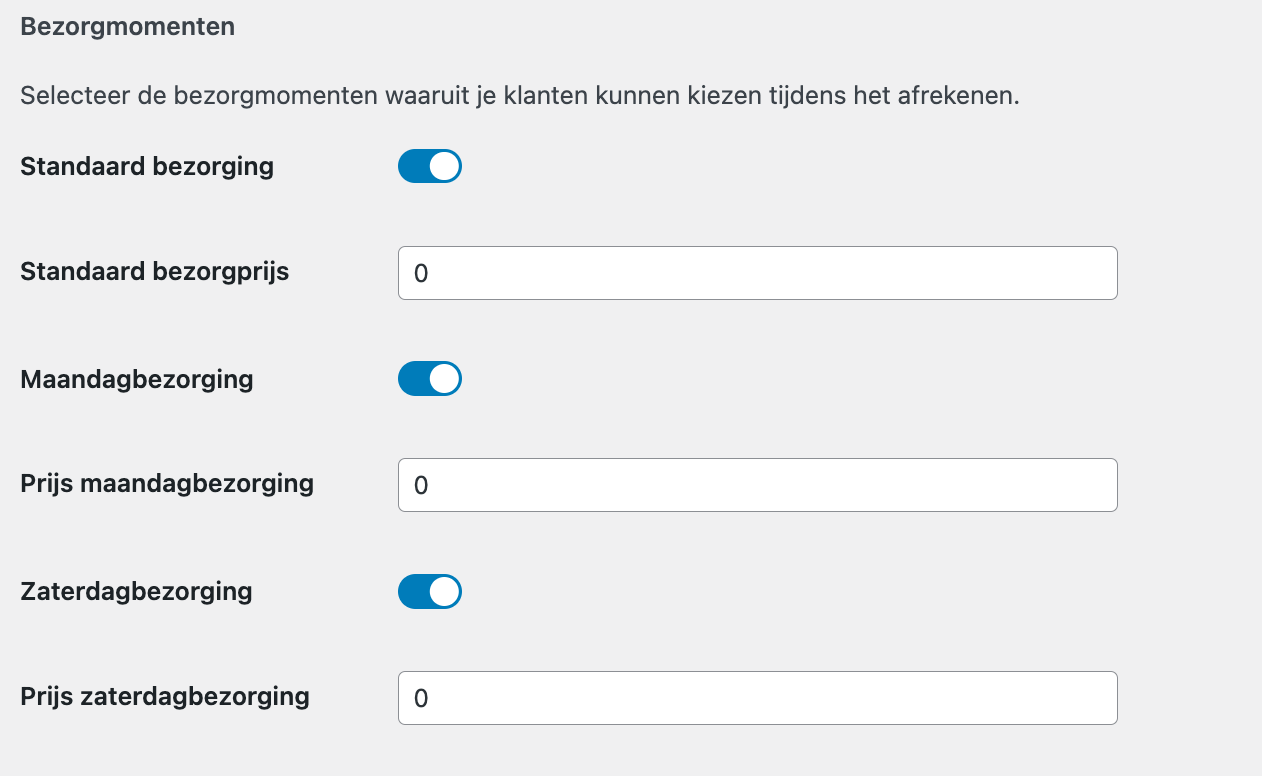 Bezorgmomenten
Selecteer de bezorgmomenten waaruit je klanten kunnen kiezen tijdens het afrekenen.
Standaard bezorging
Standaard bezorgprijs
0
Maandagbezorging
Prijs maandagbezorging
0
Zaterdagbezorging
Prijs zaterdagbezorging
0